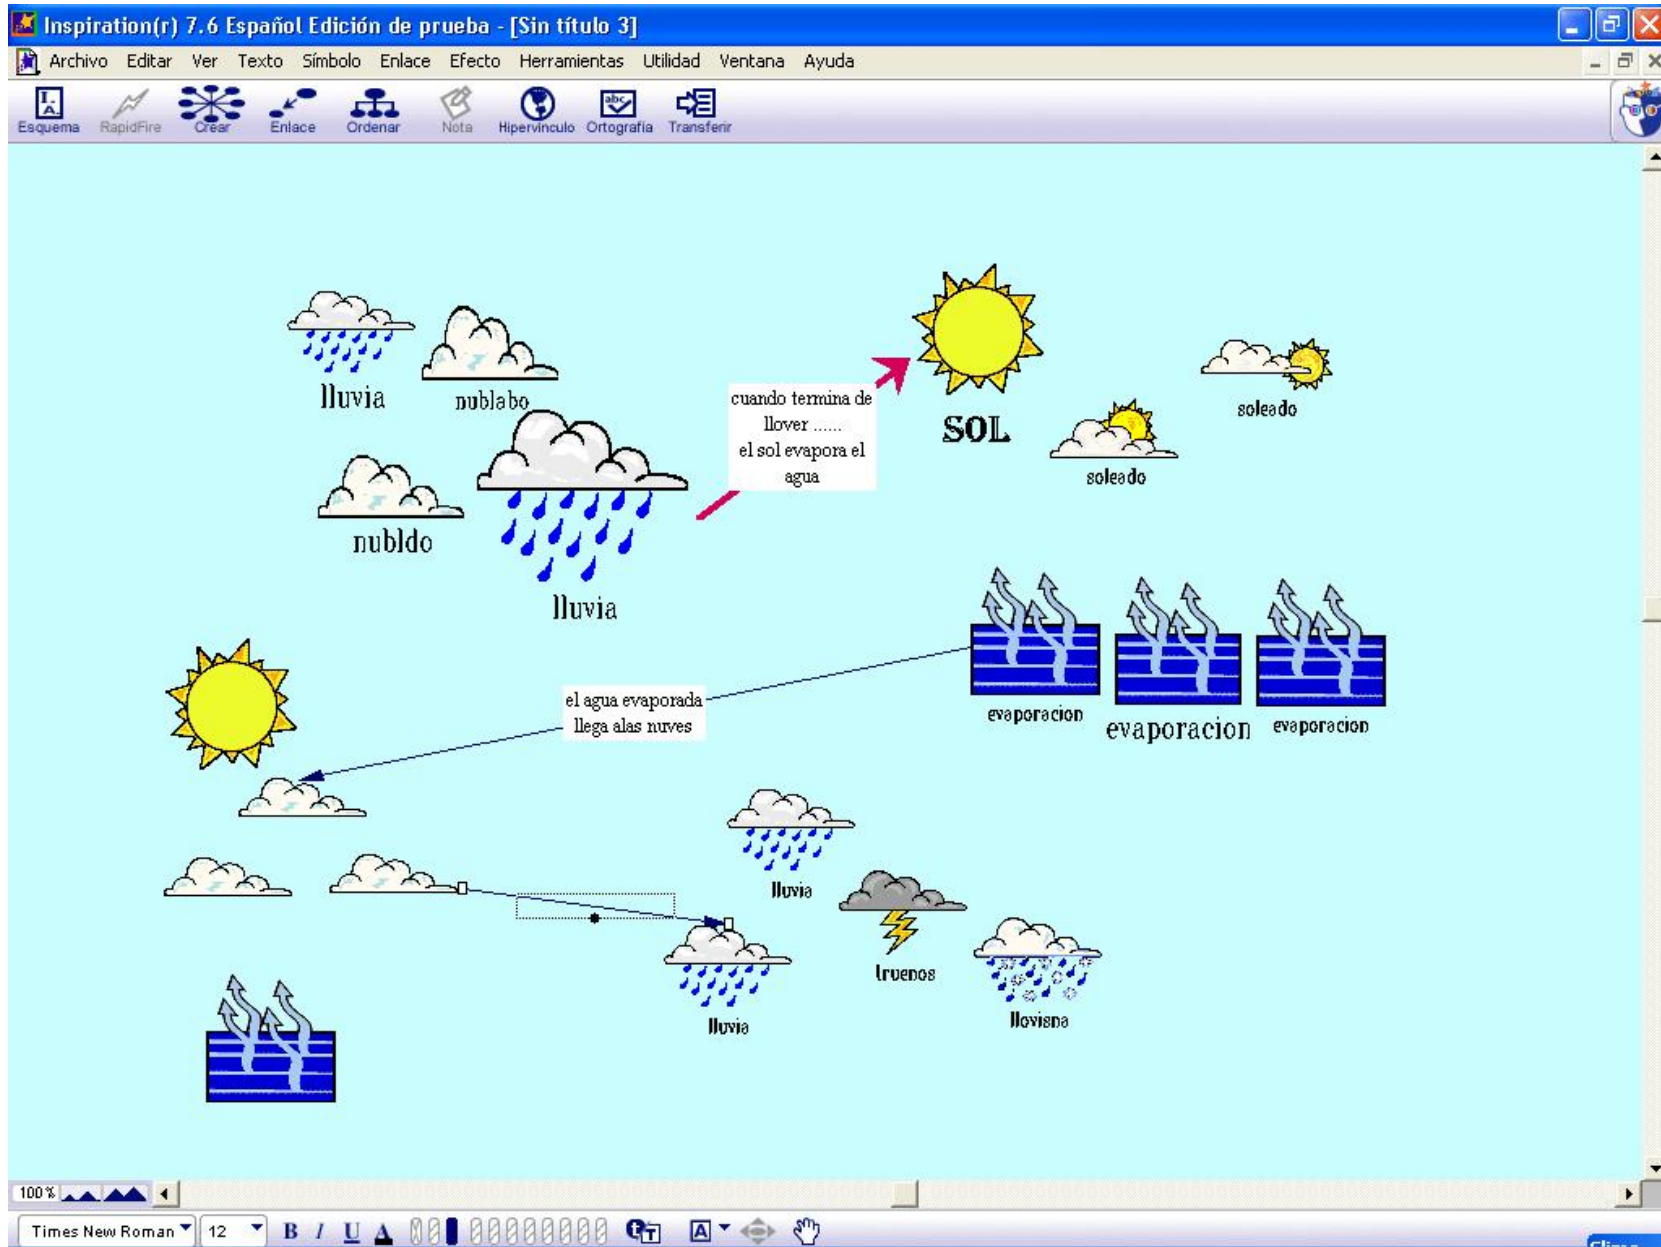 Inspiration(r) 7.6 Español Edición de prueba - [Sin título 3]
Archivo Editar Ver Texto Símbolo Enlace Efecto Herramientas Utilidad Ventana Ayuda
Esquema RapidFire Crear Enlace Ordenar Nota Hipervínculo Ortografía Transferir
lluvia
nublabo
nubldo
lluvia
cuando termina de
llover ......
el sol evapora el
agua
SOL
soleado
soleado
evaporacion
evaporacion
evaporacion
el agua evaporada
llega alas nuves
lluvia
truenos
lluvia
llovisna
100%
Times New Roman 12 B I U A